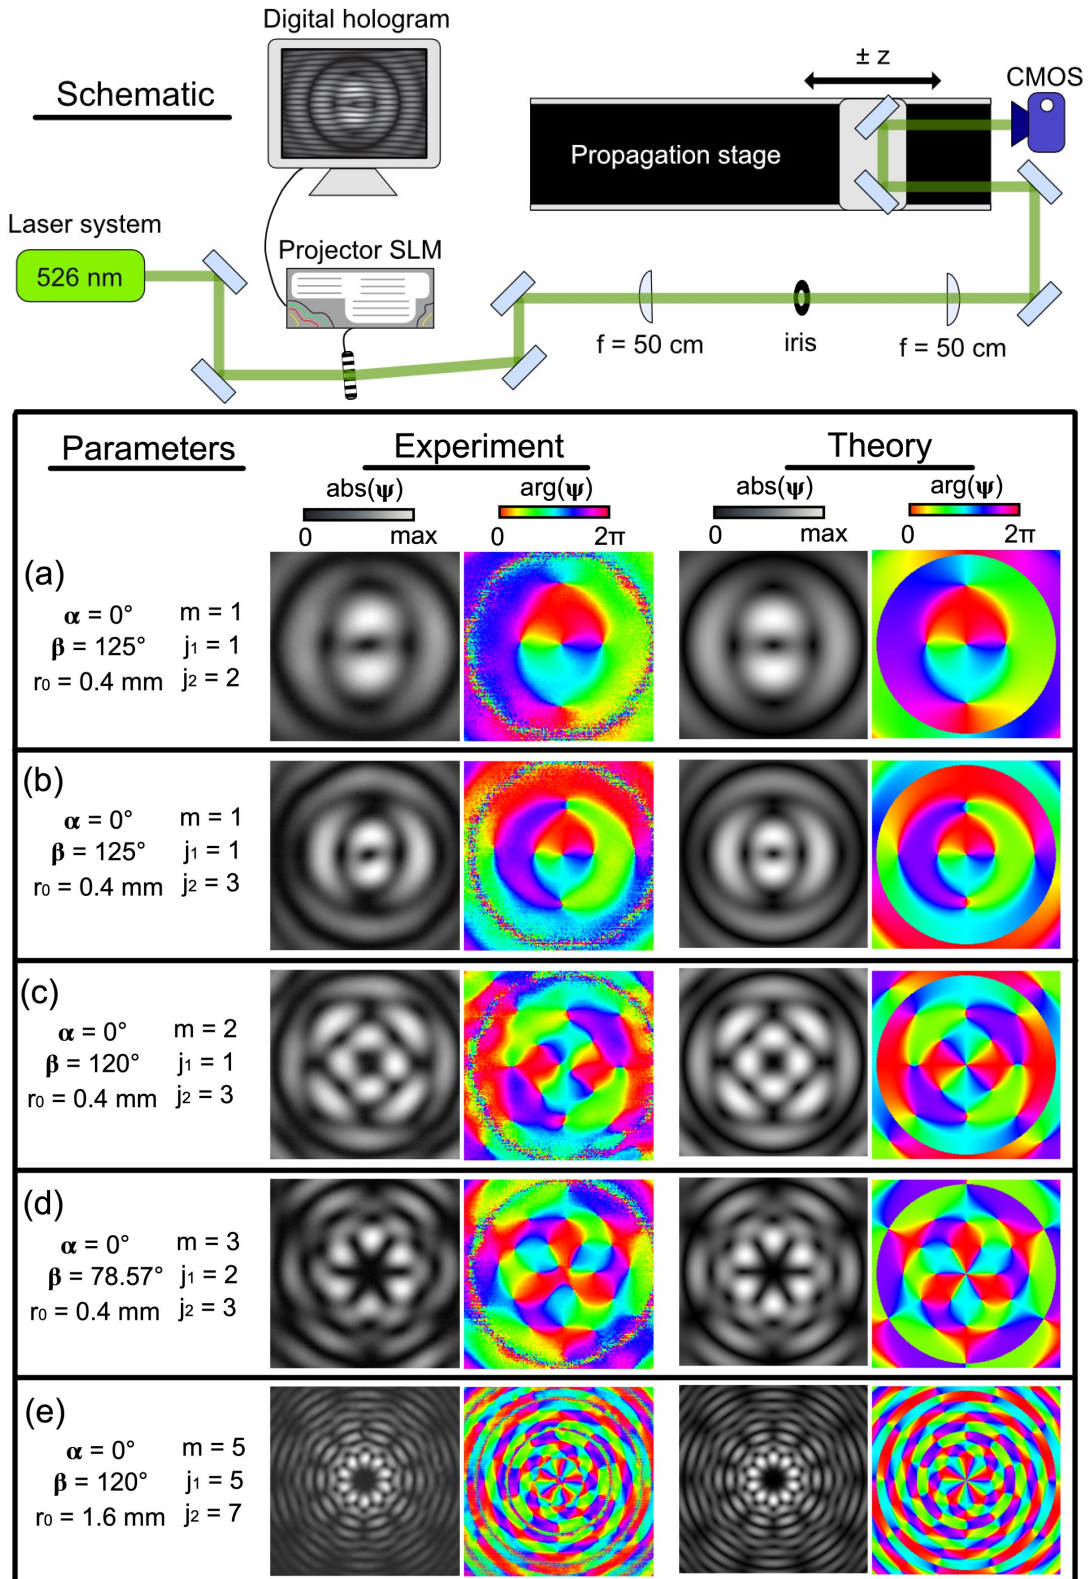 Digital hologram
Schematic
± z
CMOS
Propagation stage
Laser system
526 nm
Projector SLM
f = 50 cm
iris
f = 50 cm
Parameters
Experiment
Theory
abs(ψ)
arg(ψ)
abs(ψ)
arg(ψ)
0 max
0 2π
0 max
0 2π
(a)
α = 0° m = 1
β = 125° j₁ = 1
r₀ = 0.4 mm j₂ = 2
(b)
α = 0° m = 1
β = 125° j₁ = 1
r₀ = 0.4 mm j₂ = 3
(c)
α = 0° m = 2
β = 120° j₁ = 1
r₀ = 0.4 mm j₂ = 3
(d)
α = 0° m = 3
β = 78.57° j₁ = 2
r₀ = 0.4 mm j₂ = 3
(e)
α = 0° m = 5
β = 120° j₁ = 5
r₀ = 1.6 mm j₂ = 7